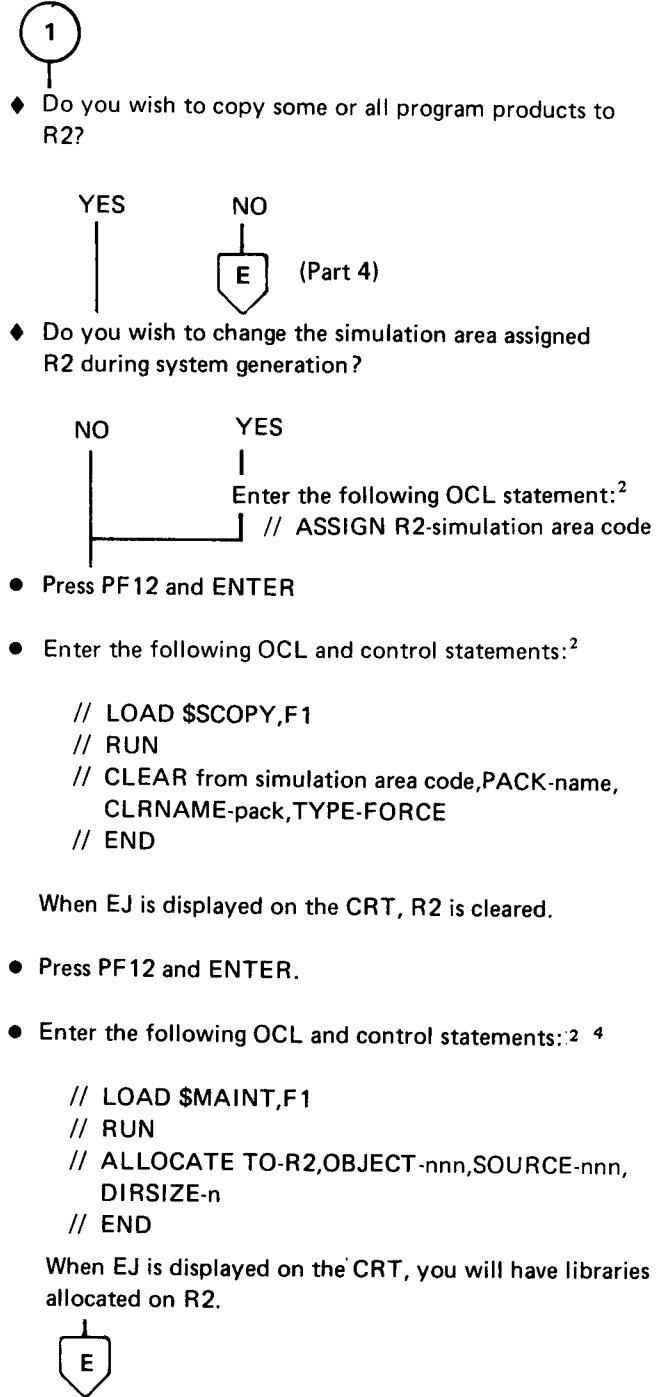 1
♦ Do you wish to copy some or all program products to
R2?
YES NO
E (Part 4)
♦ Do you wish to change the simulation area assigned
R2 during system generation?
NO YES
Enter the following OCL statement:²
// ASSIGN R2-simulation area code
● Press PF12 and ENTER
● Enter the following OCL and control statements:²
// LOAD $SCOPY,F1
// RUN
// CLEAR from simulation area code,PACK-name,
CLRNAME-pack,TYPE-FORCE
// END
When EJ is displayed on the CRT, R2 is cleared.
● Press PF12 and ENTER.
● Enter the following OCL and control statements: 2 4
// LOAD $MAINT,F1
// RUN
// ALLOCATE TO-R2,OBJECT-nnn,SOURCE-nnn,
DIRSIZE-n
// END
When EJ is displayed on the CRT, you will have libraries
allocated on R2.
E